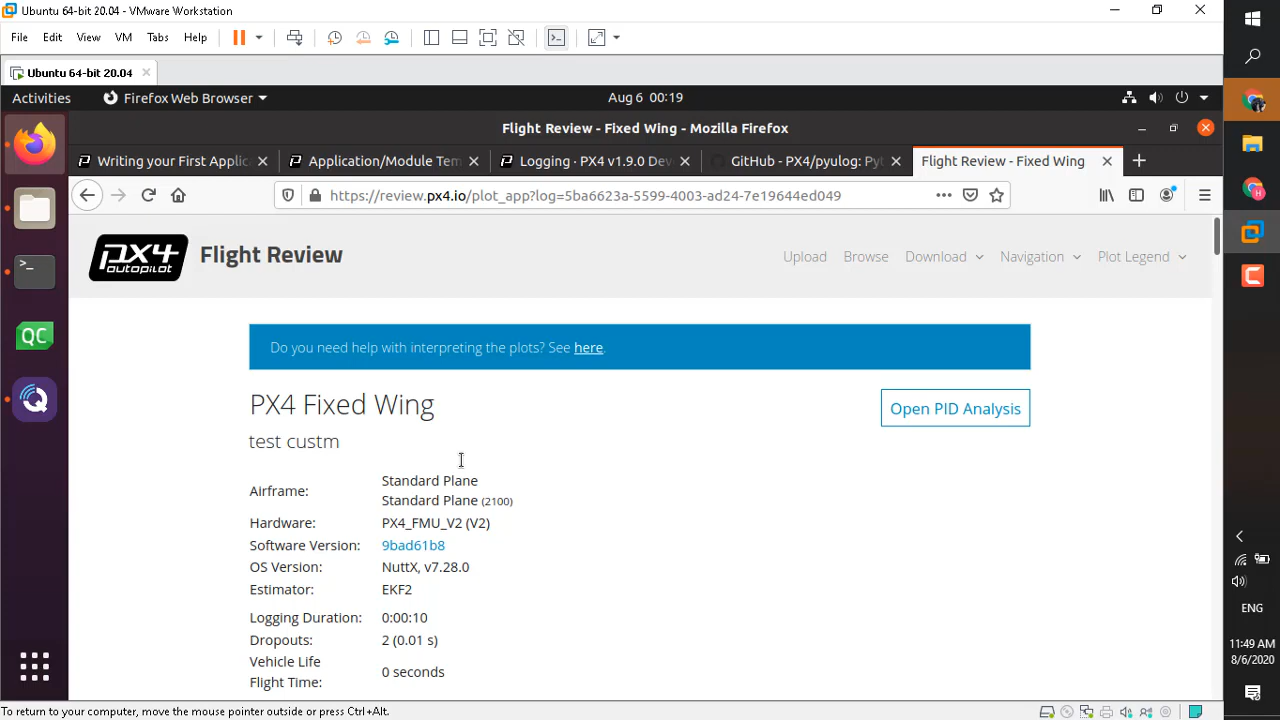 Ubuntu 64-bit 20.04 - VMware Workstation
File Edit View VM Tabs Help
Ubuntu 64-bit 20.04
Activities Firefox Web Browser Aug 6 00:19
Flight Review - Fixed Wing - Mozilla Firefox
Writing your First Applic Application/Module Tem Logging · PX4 v1.9.0 Dev GitHub - PX4/pyulog: Pyt Flight Review - Fixed Wing
https://review.px4.io/plot_app?log=5ba6623a-5599-4003-ad24-7e19644ed049
px4 autopilot Flight Review Upload Browse Download Navigation Plot Legend
Do you need help with interpreting the plots? See here.
PX4 Fixed Wing
Open PID Analysis
test custm
Airframe: Standard Plane
Standard Plane (2100)
Hardware: PX4_FMU_V2 (V2)
Software Version: 9bad61b8
OS Version: NuttX, v7.28.0
Estimator: EKF2
Logging Duration: 0:00:10
Dropouts: 2 (0.01 s)
Vehicle Life
Flight Time: 0 seconds
QC
ENG
11:49 AM
8/6/2020
To return to your computer, move the mouse pointer outside or press Ctrl+Alt.